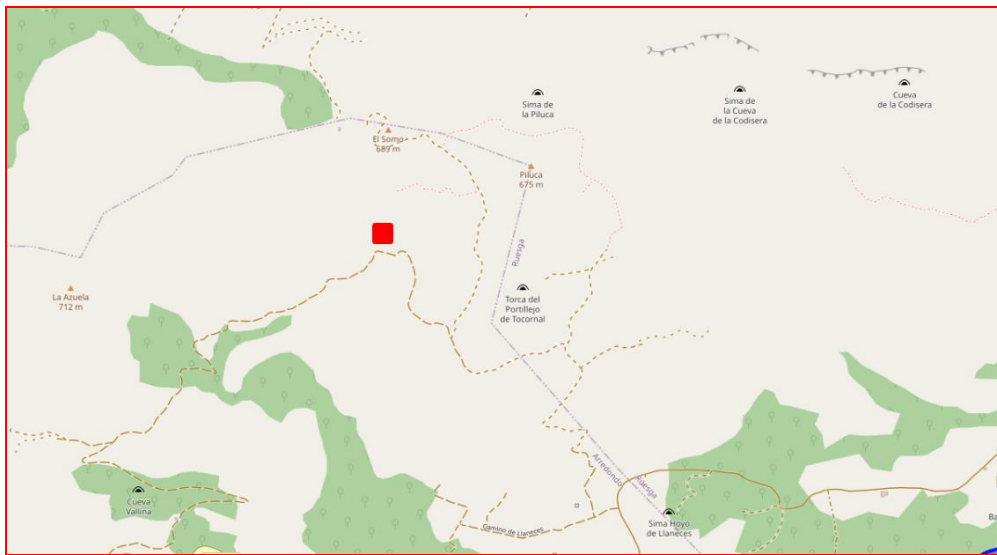 Sima de
la Piluca
Sima de
la Cueva
de la Codisera
Cueva
de la Codisera
El Somo
689 m
Piluca
675 m
Ruesga
La Azuela
712 m
Torca del
Portillejo
de Tocornal
Arredondo
Ruesga
Cueva
Vallina
Camino de Llaneces
Sima Hoyo
de Llaneces
Ba